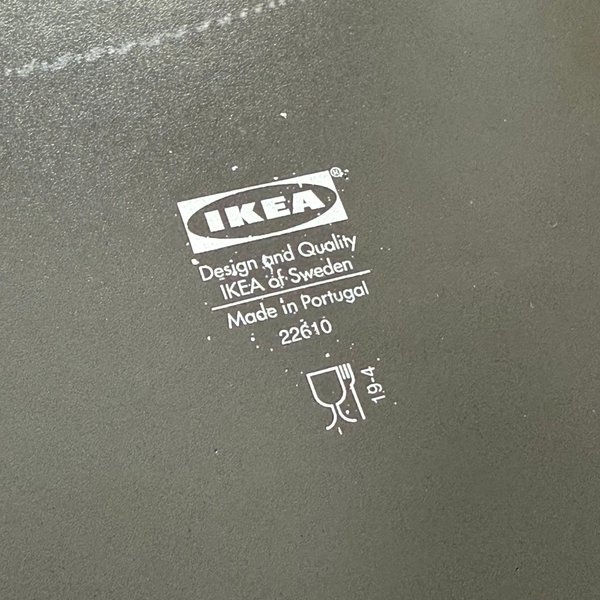 IKEA®
Design and Quality
IKEA of Sweden
Made in Portugal
22610
19-4